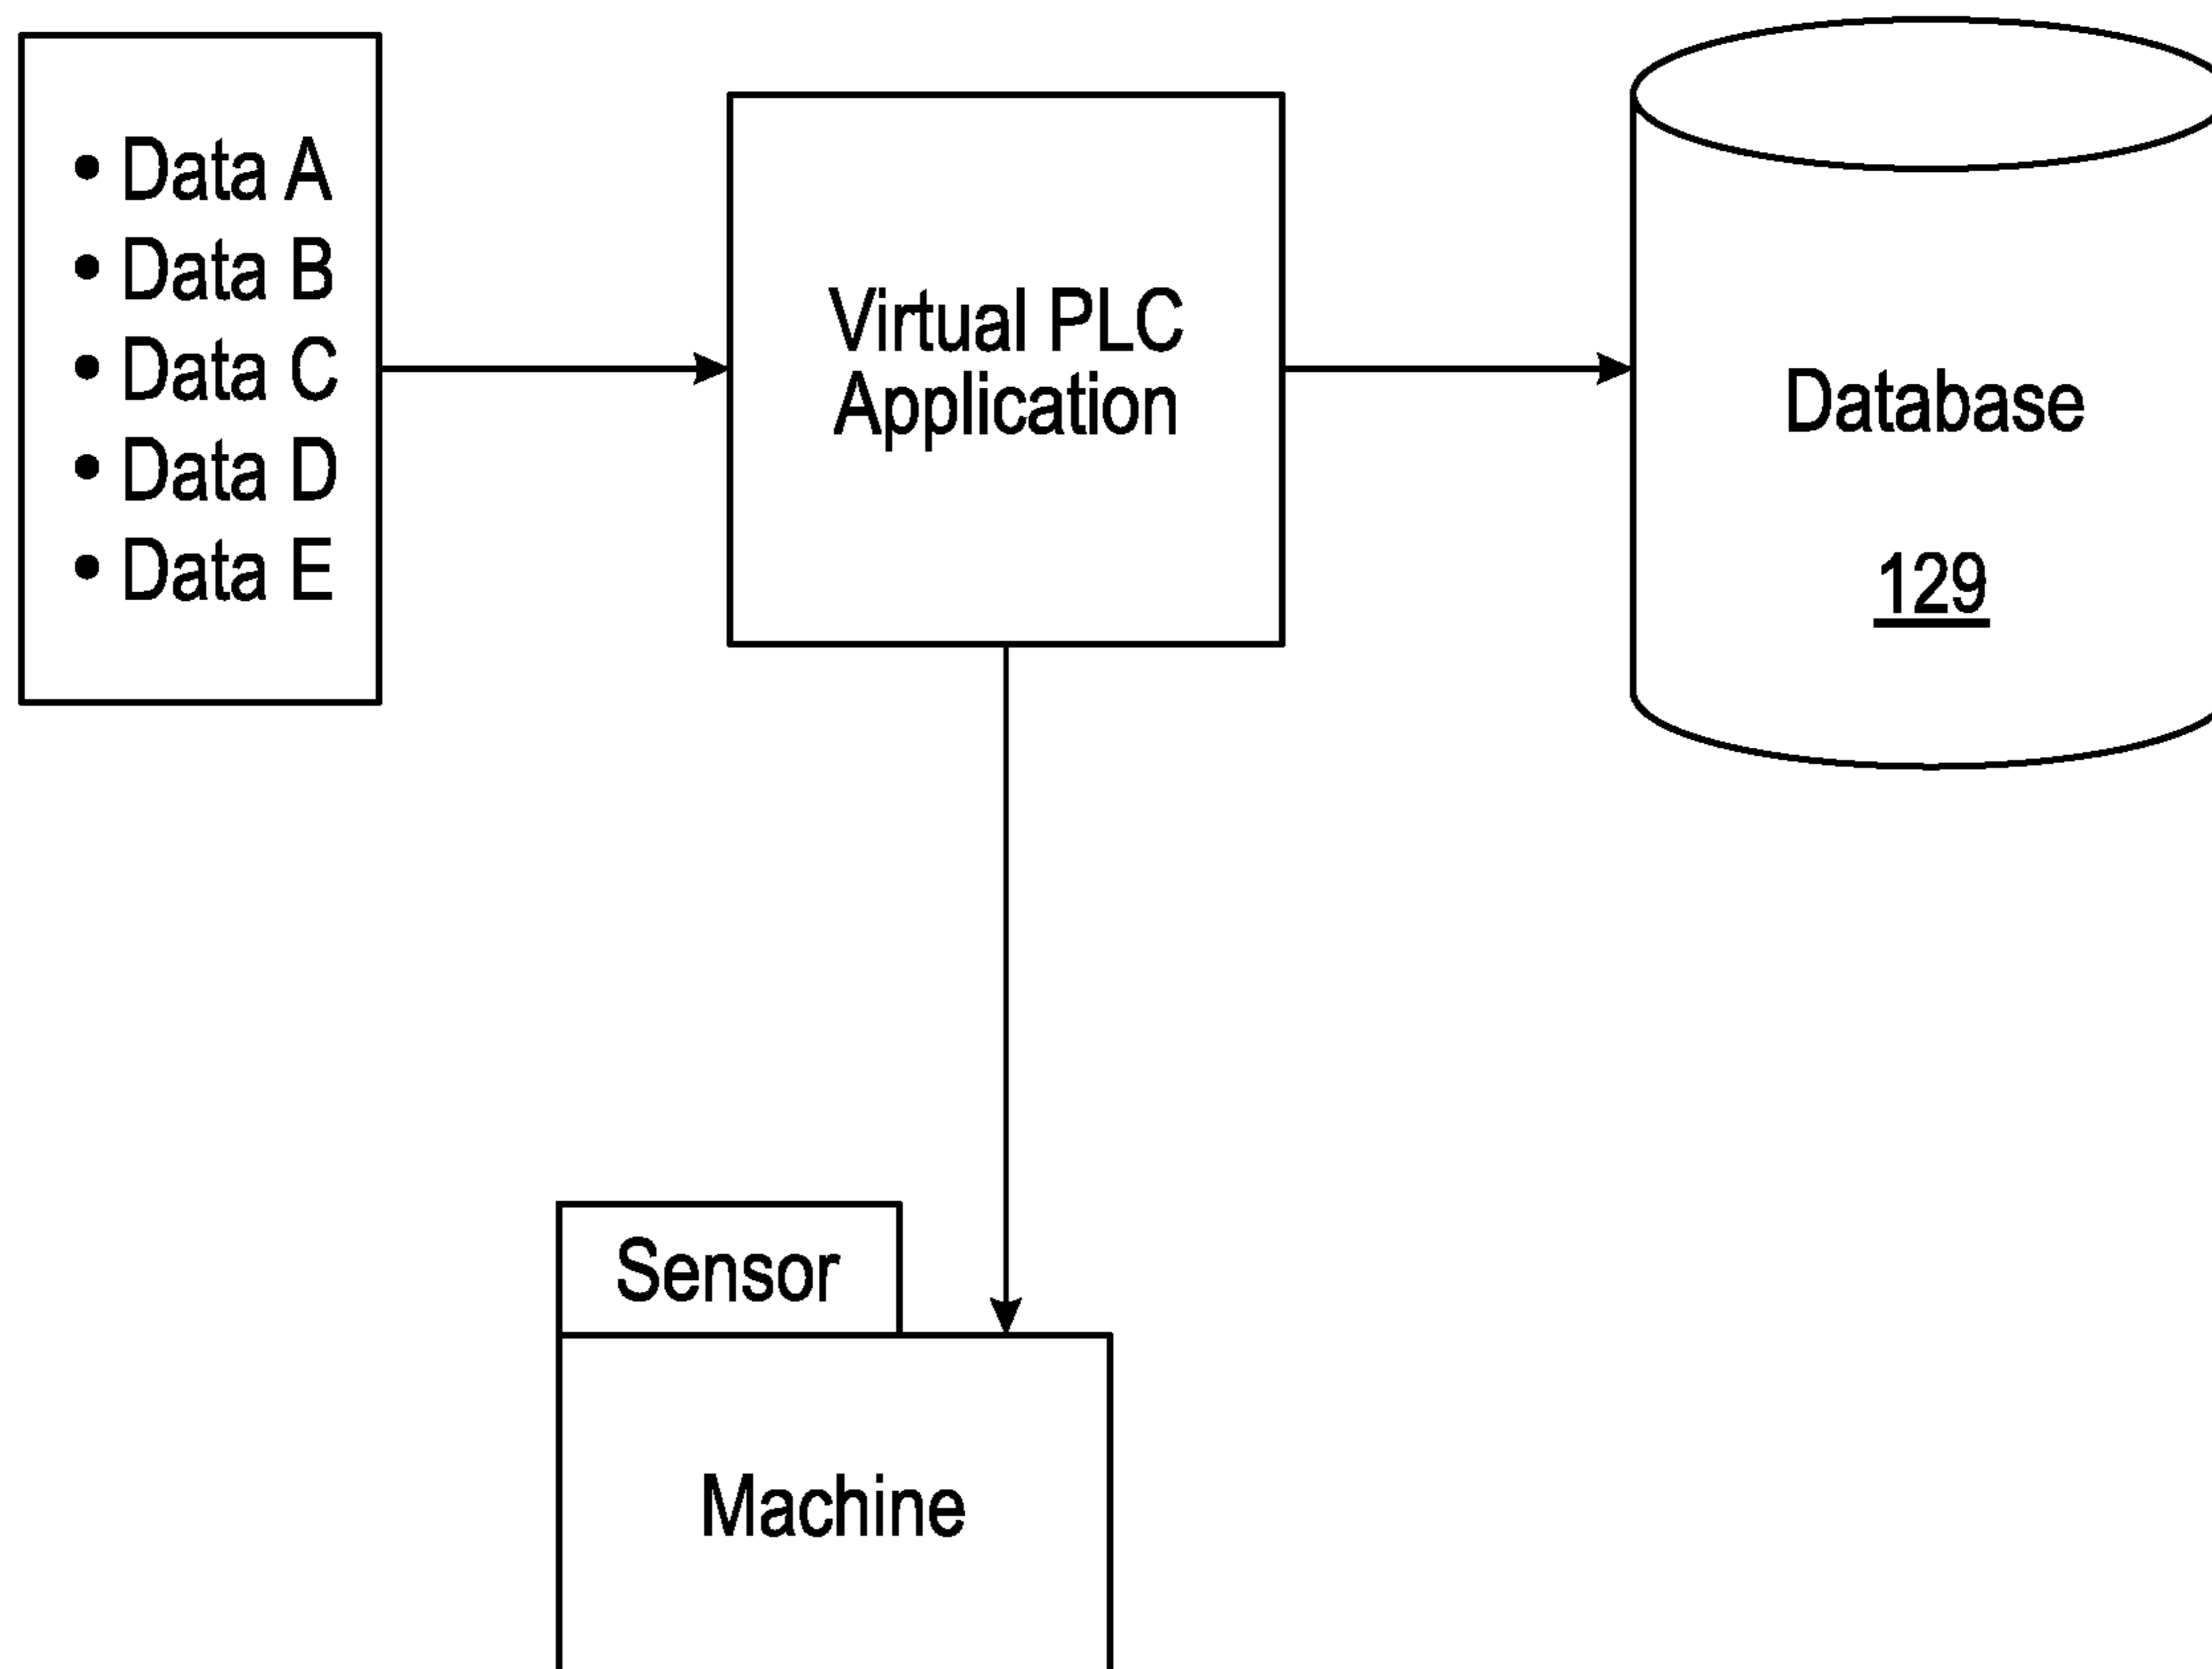 • Data A
• Data B
• Data C
• Data D
• Data E
Virtual PLC
Application
Database
129
Sensor
Machine